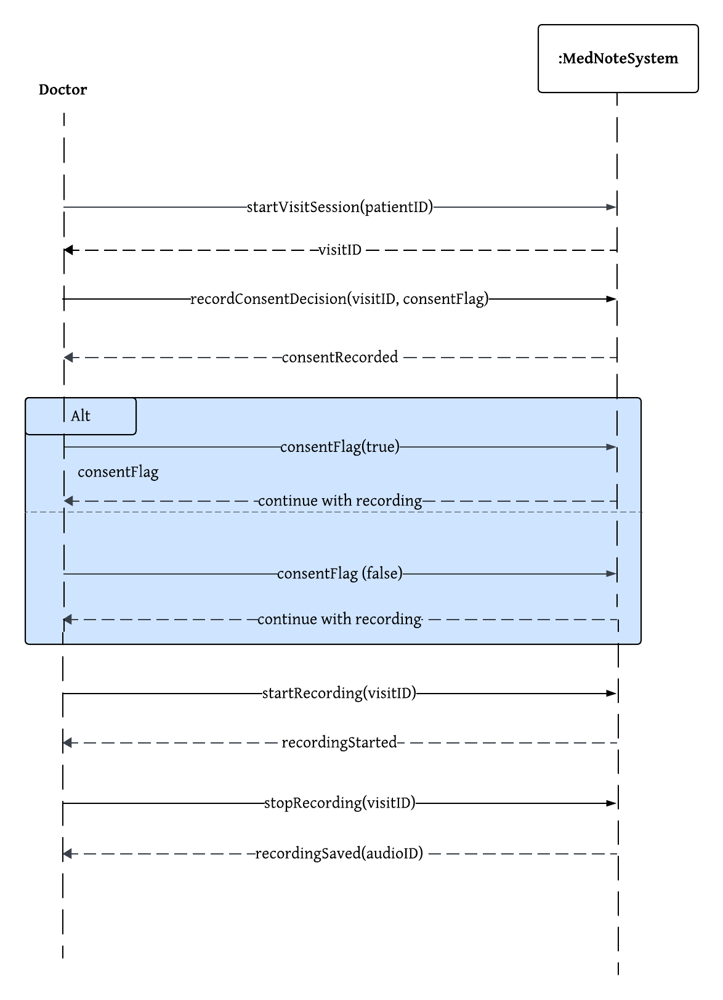 :MedNoteSystem
Doctor
startVisitSession(patientID)
visitID
recordConsentDecision(visitID, consentFlag)
consentRecorded
Alt
consentFlag(true)
consentFlag
continue with recording
consentFlag (false)
continue with recording
startRecording(visitID)
recordingStarted
stopRecording(visitID)
recordingSaved(audioID)